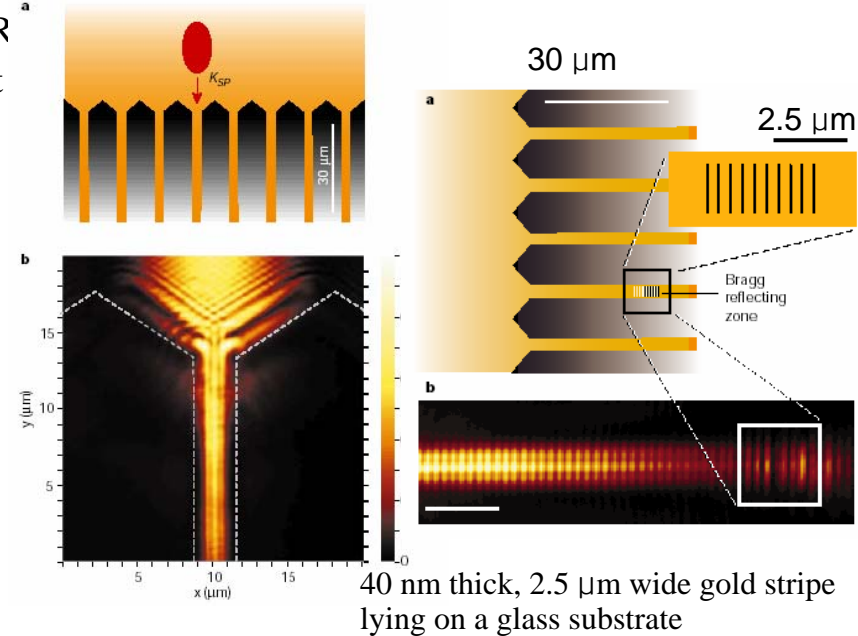 R
t
a
K_SP
30 µm
b
15
10
5
y (µm)
5
10
15
x (µm)
0
30 µm
a
2.5 µm
Bragg
reflecting
zone
b
40 nm thick, 2.5 µm wide gold stripe
lying on a glass substrate